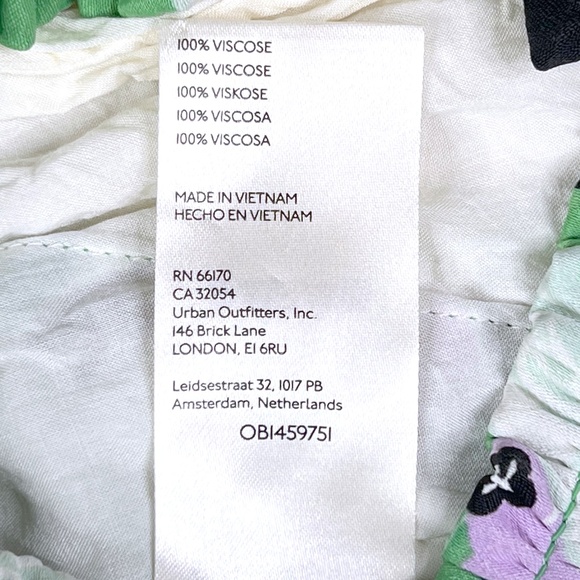 100% VISCOSE
100% VISCOSE
100% VISKOSE
100% VISCOSA
100% VISCOSA
MADE IN VIETNAM
HECHO EN VIETNAM
RN 66170
CA 32054
Urban Outfitters, Inc.
146 Brick Lane
LONDON, E1 6RU
Leidsestraat 32, 1017 PB
Amsterdam, Netherlands
OB1459751